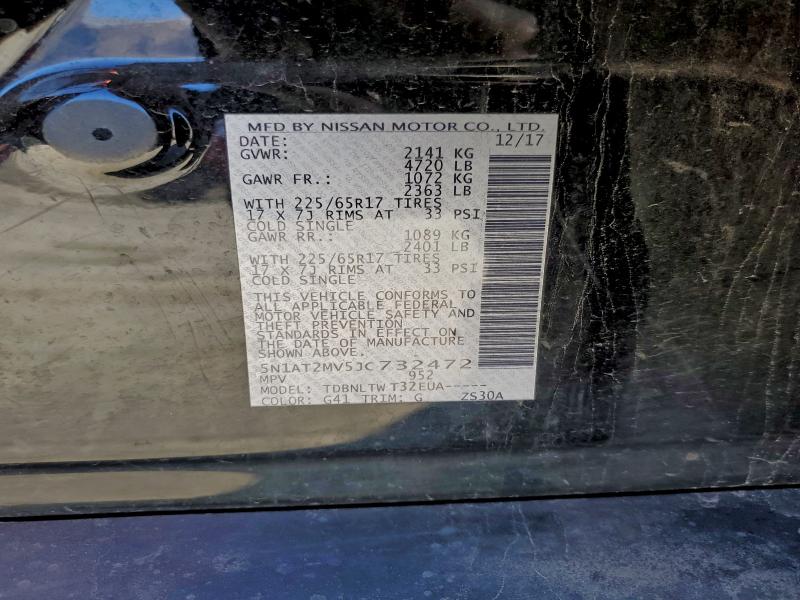 MFD BY NISSAN MOTOR CO., LTD.
DATE: 12/17
GVWR: 2141 KG
4720 LB
GAWR FR.: 1072 KG
2363 LB
WITH 225/65R17 TIRES
17 X 7J RIMS AT 33 PSI
COLD SINGLE
GAWR RR.: 1089 KG
2401 LB
WITH 225/65R17 TIRES
17 X 7J RIMS AT 33 PSI
COLD SINGLE
THIS VEHICLE CONFORMS TO
ALL APPLICABLE FEDERAL
MOTOR VEHICLE SAFETY AND
THEFT PREVENTION
STANDARDS IN EFFECT ON
THE DATE OF MANUFACTURE
SHOWN ABOVE.
5N1AT2MV5JC732472
MPV 952
MODEL: TDBNLTW T32EUA-----
COLOR: G41 TRIM: G ZS30A